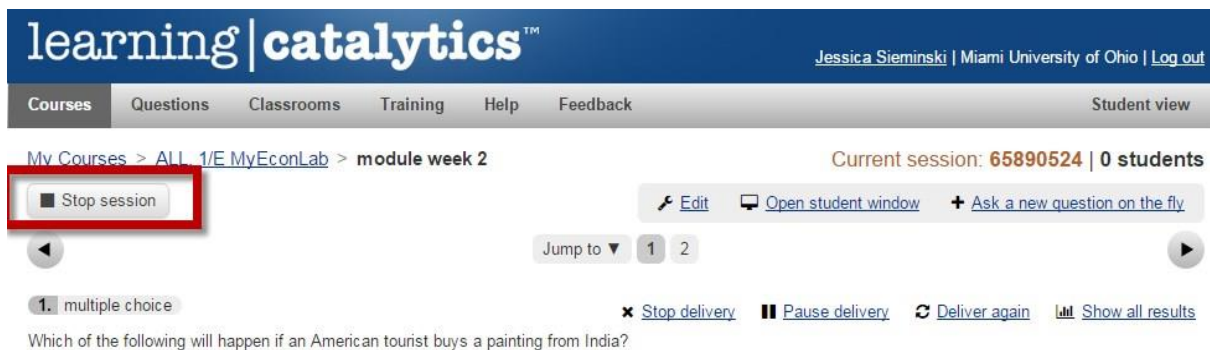 learning|catalytics™
Jessica Sieminski | Miami University of Ohio | Log out
Courses Questions Classrooms Training Help Feedback Student view
My Courses > ALL, 1/E MyEconLab > module week 2 Current session: 65890524 | 0 students
Stop session Edit Open student window Ask a new question on the fly
Jump to ▼ 1 2
1. multiple choice Stop delivery Pause delivery Deliver again Show all results
Which of the following will happen if an American tourist buys a painting from India?